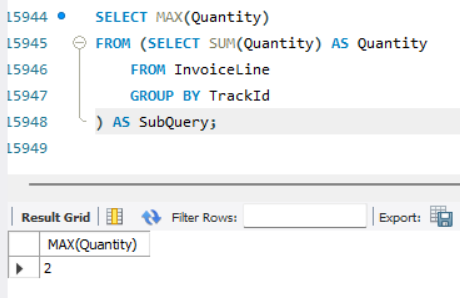 15944 SELECT MAX(Quantity)
15945 FROM (SELECT SUM(Quantity) AS Quantity
15946 FROM InvoiceLine
15947 GROUP BY TrackId
15948 ) AS SubQuery;
15949
Result Grid Filter Rows: Export:
MAX(Quantity)
2